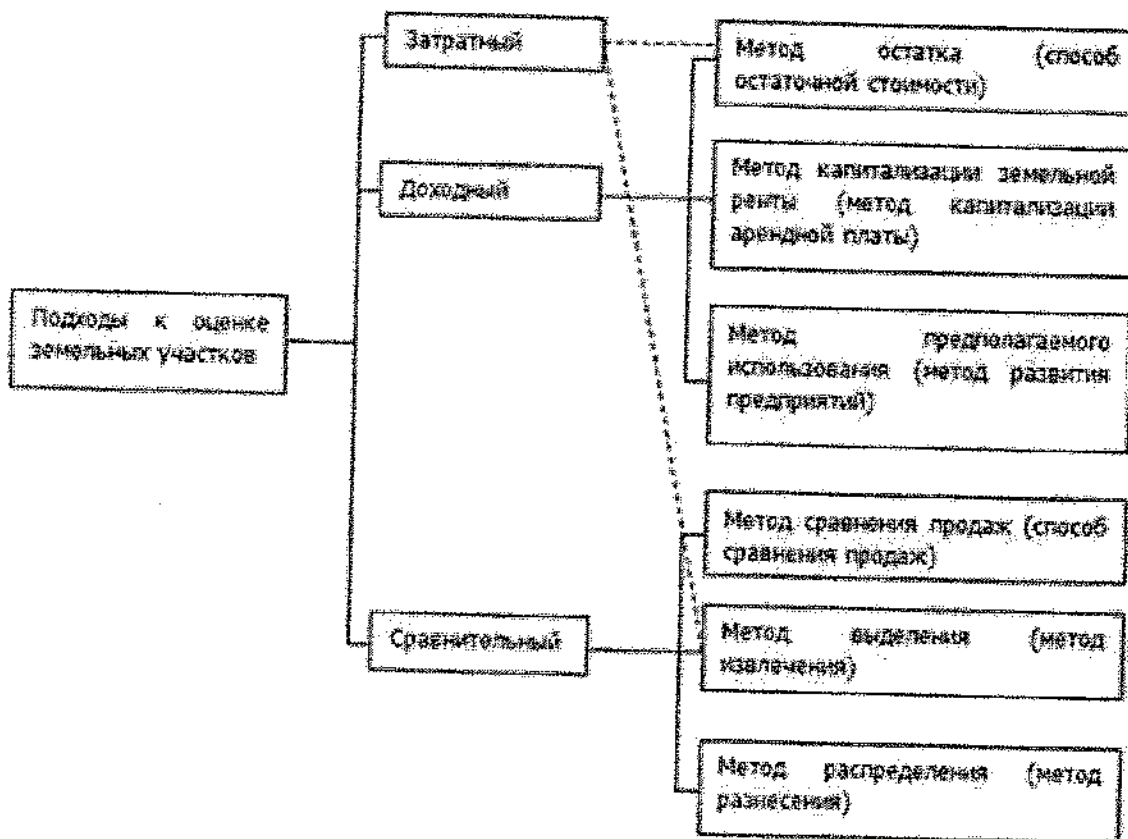 Подходы к оценке
земельных участков
Затратный
Доходный
Сравнительный
Метод остатка (способ
остаточной стоимости)
Метод капитализации земельной
ренты (метод капитализации
арендной платы)
Метод предполагаемого
использования (метод развития
предприятий)
Метод сравнения продаж (способ
сравнения продаж)
Метод выделения (метод
извлечения)
Метод распределения (метод
разнесения)